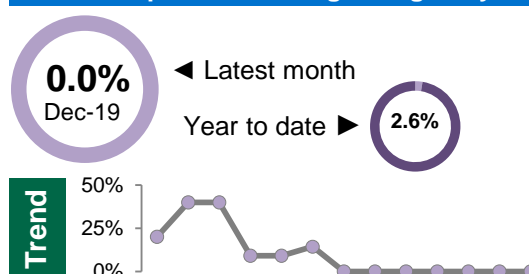 0.0%
Dec-19
◄ Latest month
Year to date ►
2.6%
Trend
50%
25%
0%